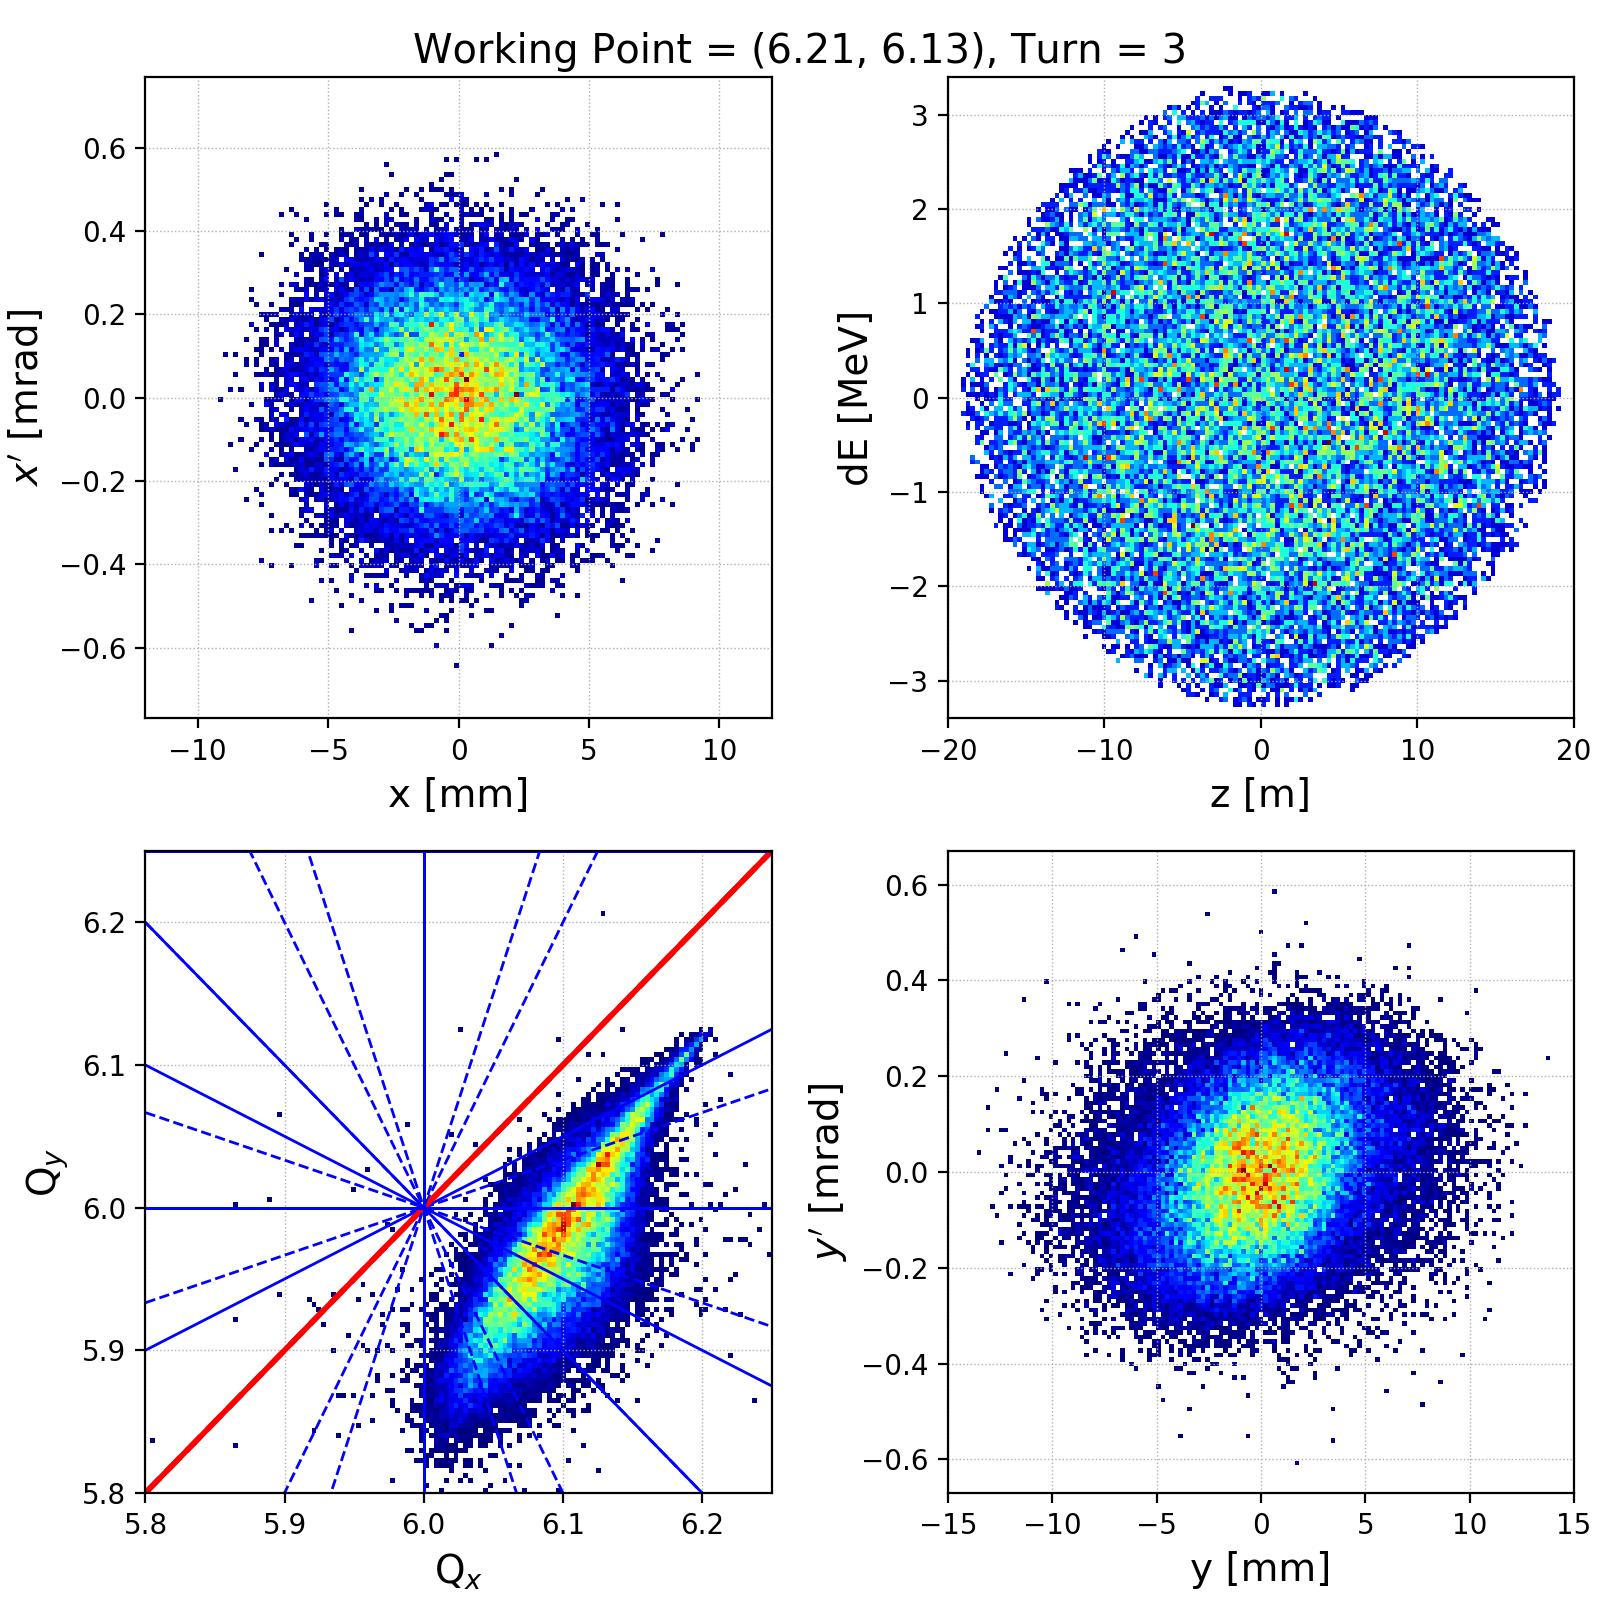 Working Point = (6.21, 6.13), Turn = 3
0.6
0.4
0.2
0.0
−0.2
−0.4
−0.6
x′ [mrad]
−10 −5 0 5 10
x [mm]
3
2
1
0
−1
−2
−3
dE [MeV]
−20 −10 0 10 20
z [m]
6.2
6.1
6.0
5.9
5.8
Qy
5.8 5.9 6.0 6.1 6.2
Qx
0.6
0.4
0.2
0.0
−0.2
−0.4
−0.6
y′ [mrad]
−15 −10 −5 0 5 10 15
y [mm]